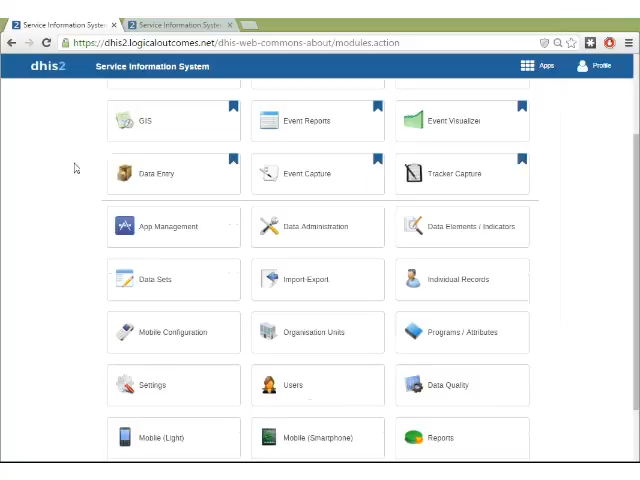 Service Information System
Service Information System
https://dhis2.logicaloutcomes.net/dhis-web-commons-about/modules.action
dhis2 Service Information System Apps Profile
GIS Event Reports Event Visualizer
Data Entry Event Capture Tracker Capture
App Management Data Administration Data Elements / Indicators
Data Sets Import-Export Individual Records
Mobile Configuration Organisation Units Programs / Attributes
Settings Users Data Quality
Mobile (Light) Mobile (Smartphone) Reports